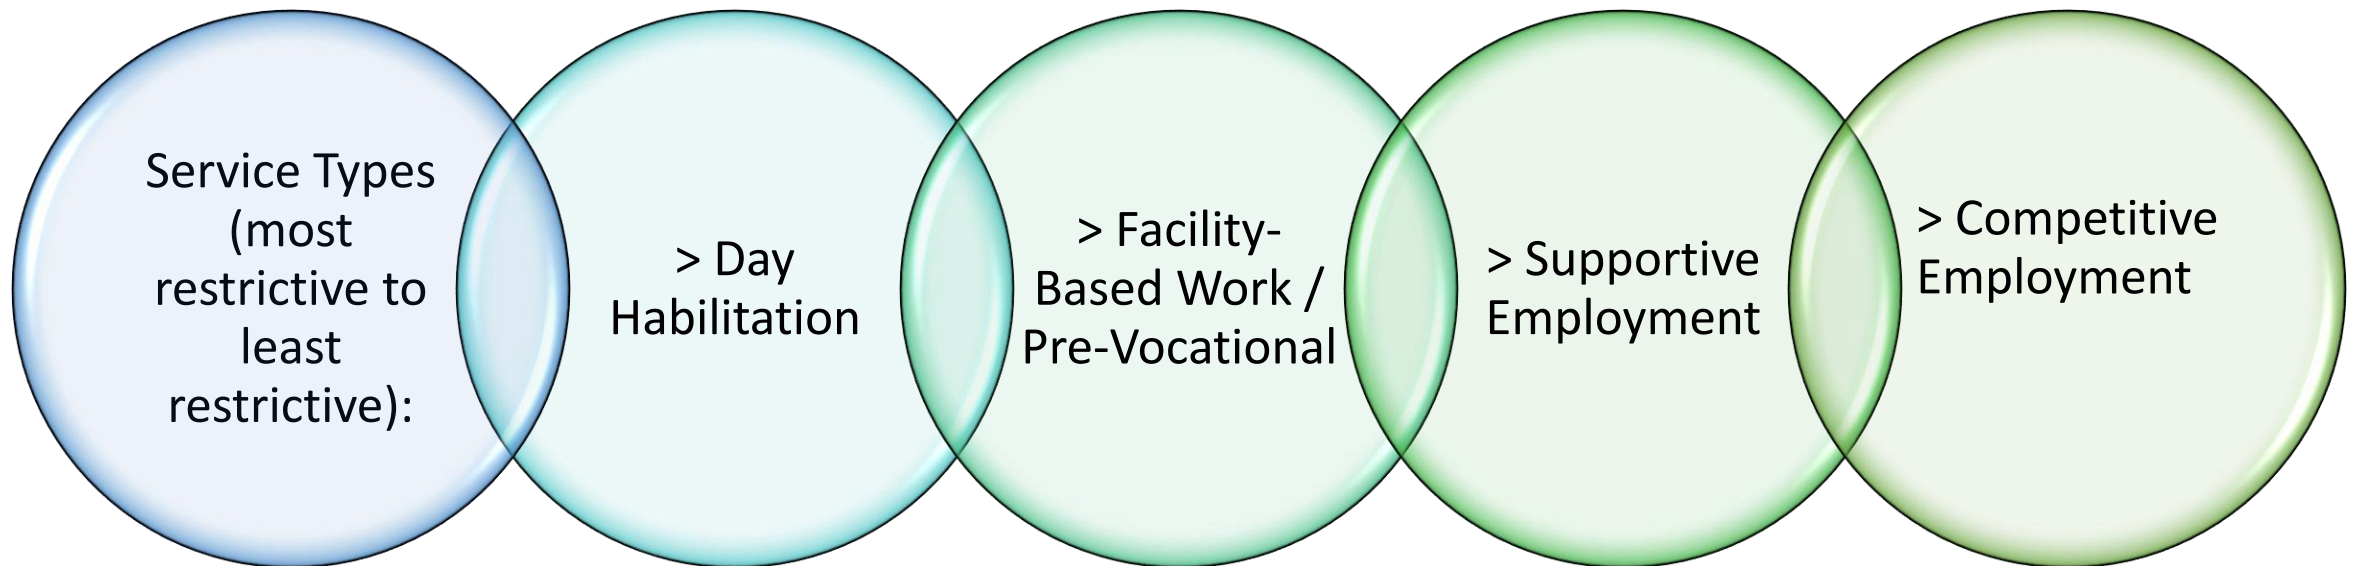 Service Types
(most
restrictive to
least
restrictive):
> Day
Habilitation
> Facility-
Based Work /
Pre-Vocational
> Supportive
Employment
> Competitive
Employment